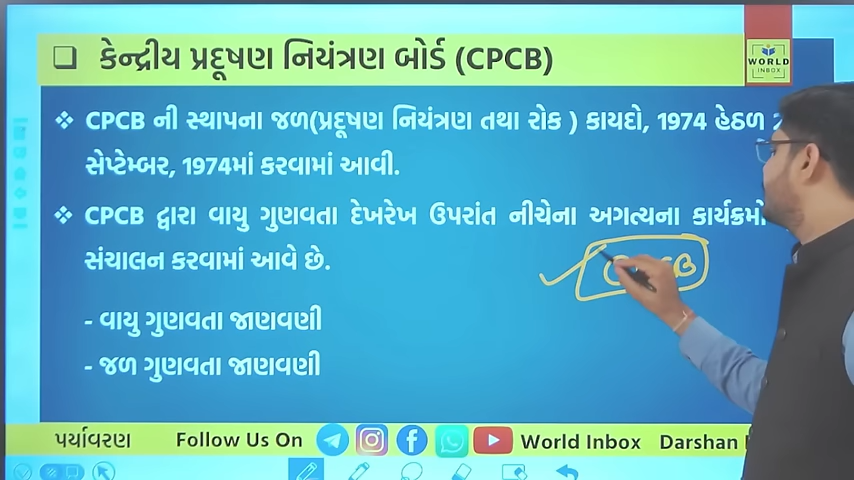 ❑ કેન્દ્રીય પ્રદૂષણ નિયંત્રણ બોર્ડ (CPCB)
WORLD
INBOX
❖ CPCB ની સ્થાપના જળ(પ્રદૂષણ નિયંત્રણ તથા રોક ) કાયદો, 1974 હેઠળ
સપ્ટેમ્બર, 1974માં કરવામાં આવી.
❖ CPCB દ્વારા વાયુ ગુણવતા દેખરેખ ઉપરાંત નીચેના અગત્યના કાર્યક્રમો
સંચાલન કરવામાં આવે છે.
- વાયુ ગુણવતા જાણવણી
- જળ ગુણવતા જાણવણી
પર્યાવરણ Follow Us On World Inbox Darshan